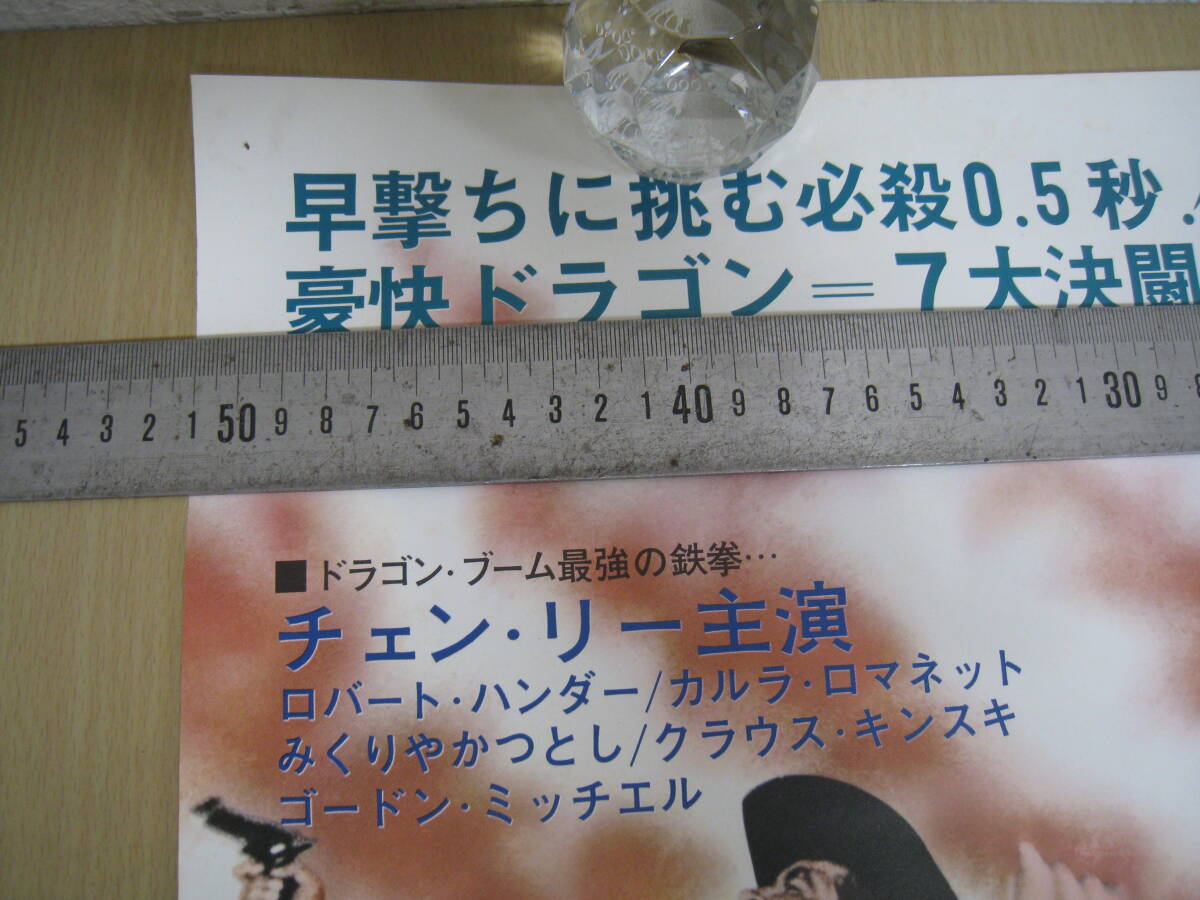 早撃ちに挑む必殺0.5秒
豪快ドラゴン=7大決闘
5 4 3 2 1 50 9 8 7 6 5 4 3 2 1 40 9 8 7 6 5 4 3 2 1 30 9
■ドラゴン・ブーム最強の鉄拳…
チェン・リー主演
ロバート・ハンダー/カルラ・ロマネット
みくりやかつとし/クラウス・キンスキ
ゴードン・ミッチエル